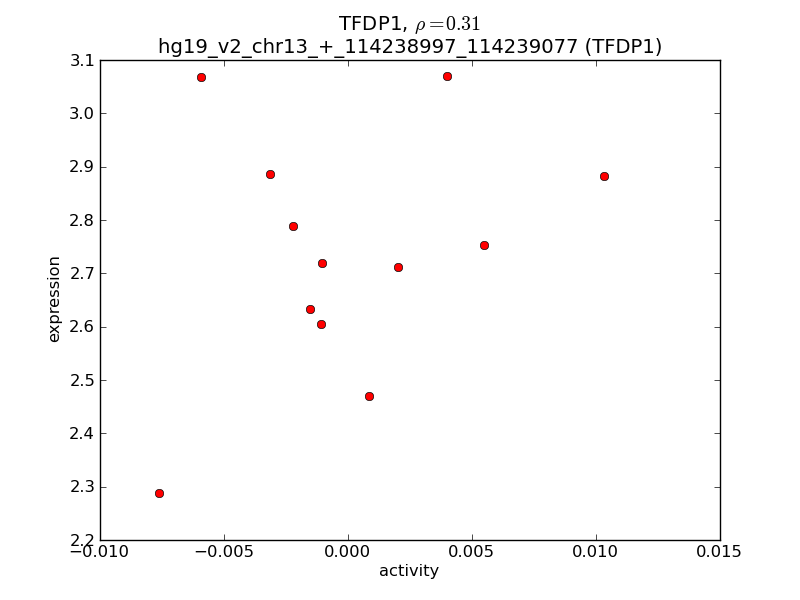 TFDP1, ρ=0.31
hg19_v2_chr13_+_114238997_114239077 (TFDP1)
3.1
3.0
2.9
2.8
2.7
2.6
2.5
2.4
2.3
2.2
expression
−0.010 −0.005 0.000 0.005 0.010 0.015
activity